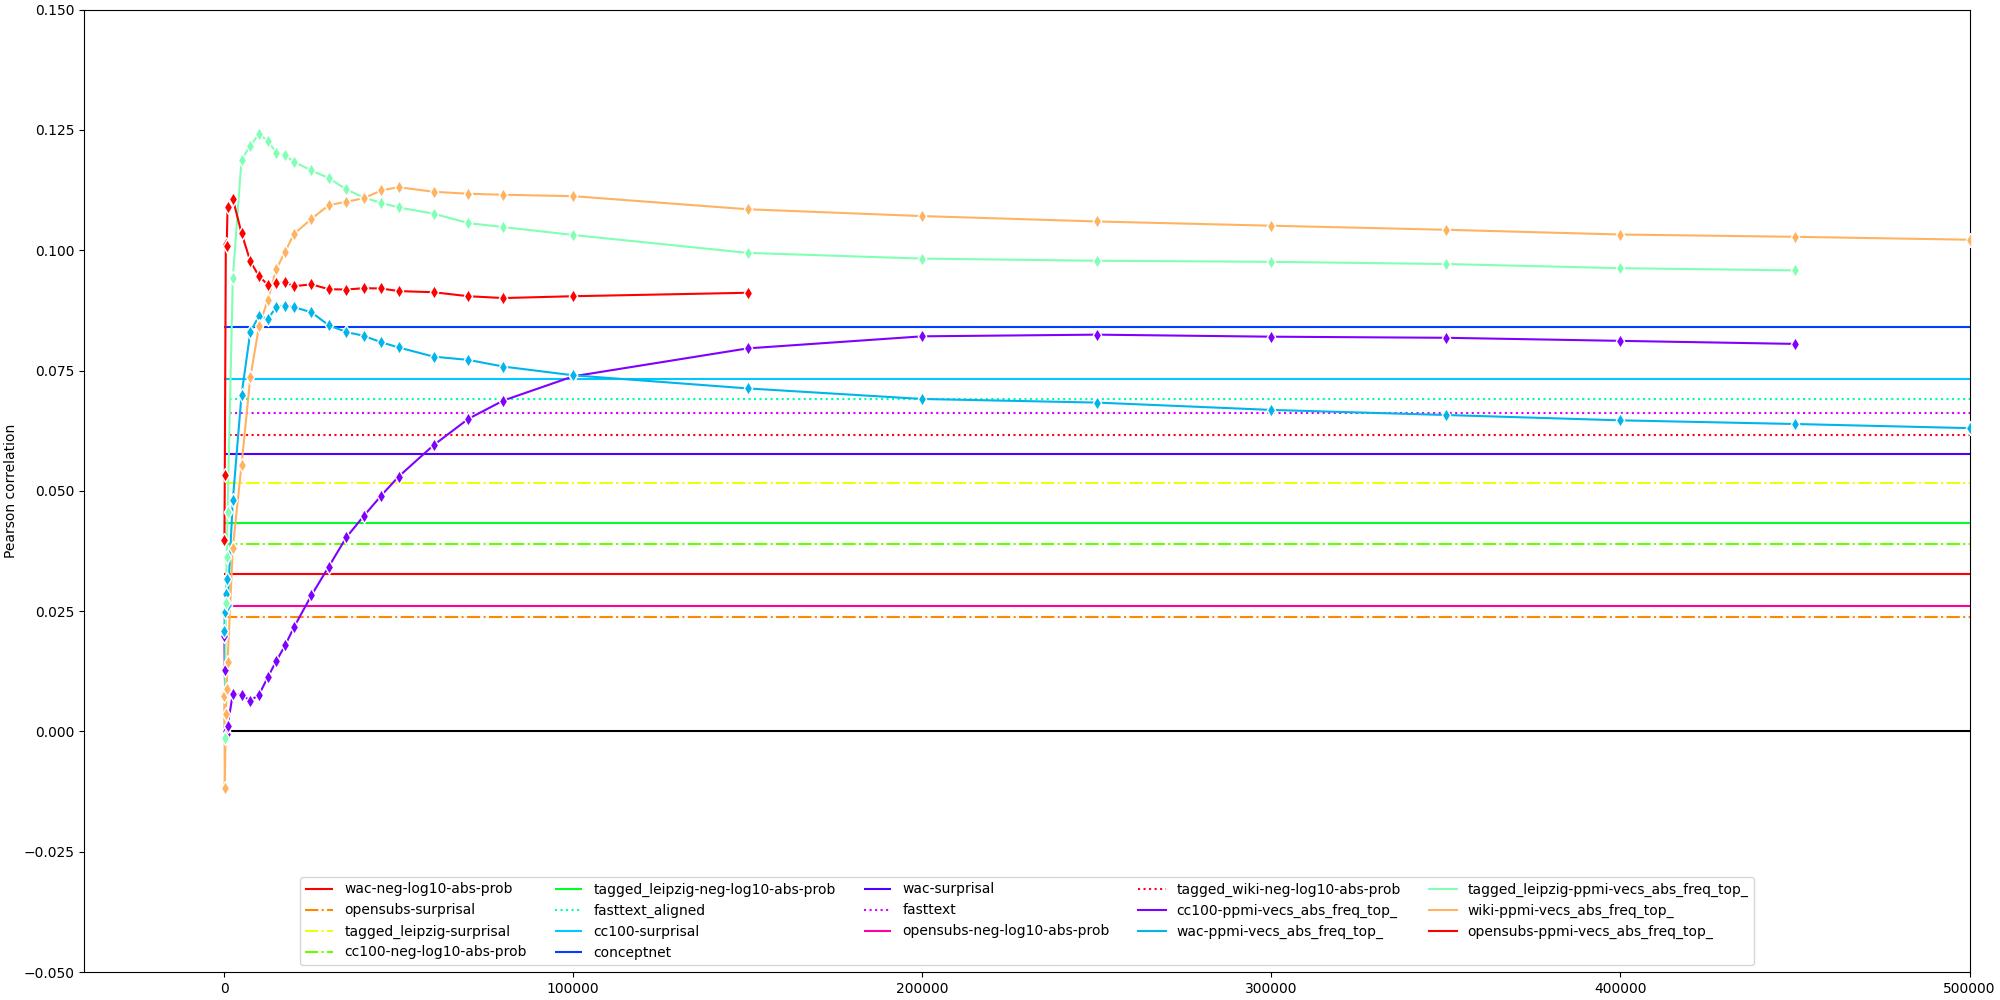 0.150
0.125
0.100
0.075
0.050
0.025
0.000
−0.025
−0.050
Pearson correlation
0
100000
200000
300000
400000
500000
wac-neg-log10-abs-prob
opensubs-surprisal
tagged_leipzig-surprisal
cc100-neg-log10-abs-prob
tagged_leipzig-neg-log10-abs-prob
fasttext_aligned
cc100-surprisal
conceptnet
wac-surprisal
fasttext
opensubs-neg-log10-abs-prob
tagged_wiki-neg-log10-abs-prob
cc100-ppmi-vecs_abs_freq_top_
wac-ppmi-vecs_abs_freq_top_
tagged_leipzig-ppmi-vecs_abs_freq_top_
wiki-ppmi-vecs_abs_freq_top_
opensubs-ppmi-vecs_abs_freq_top_